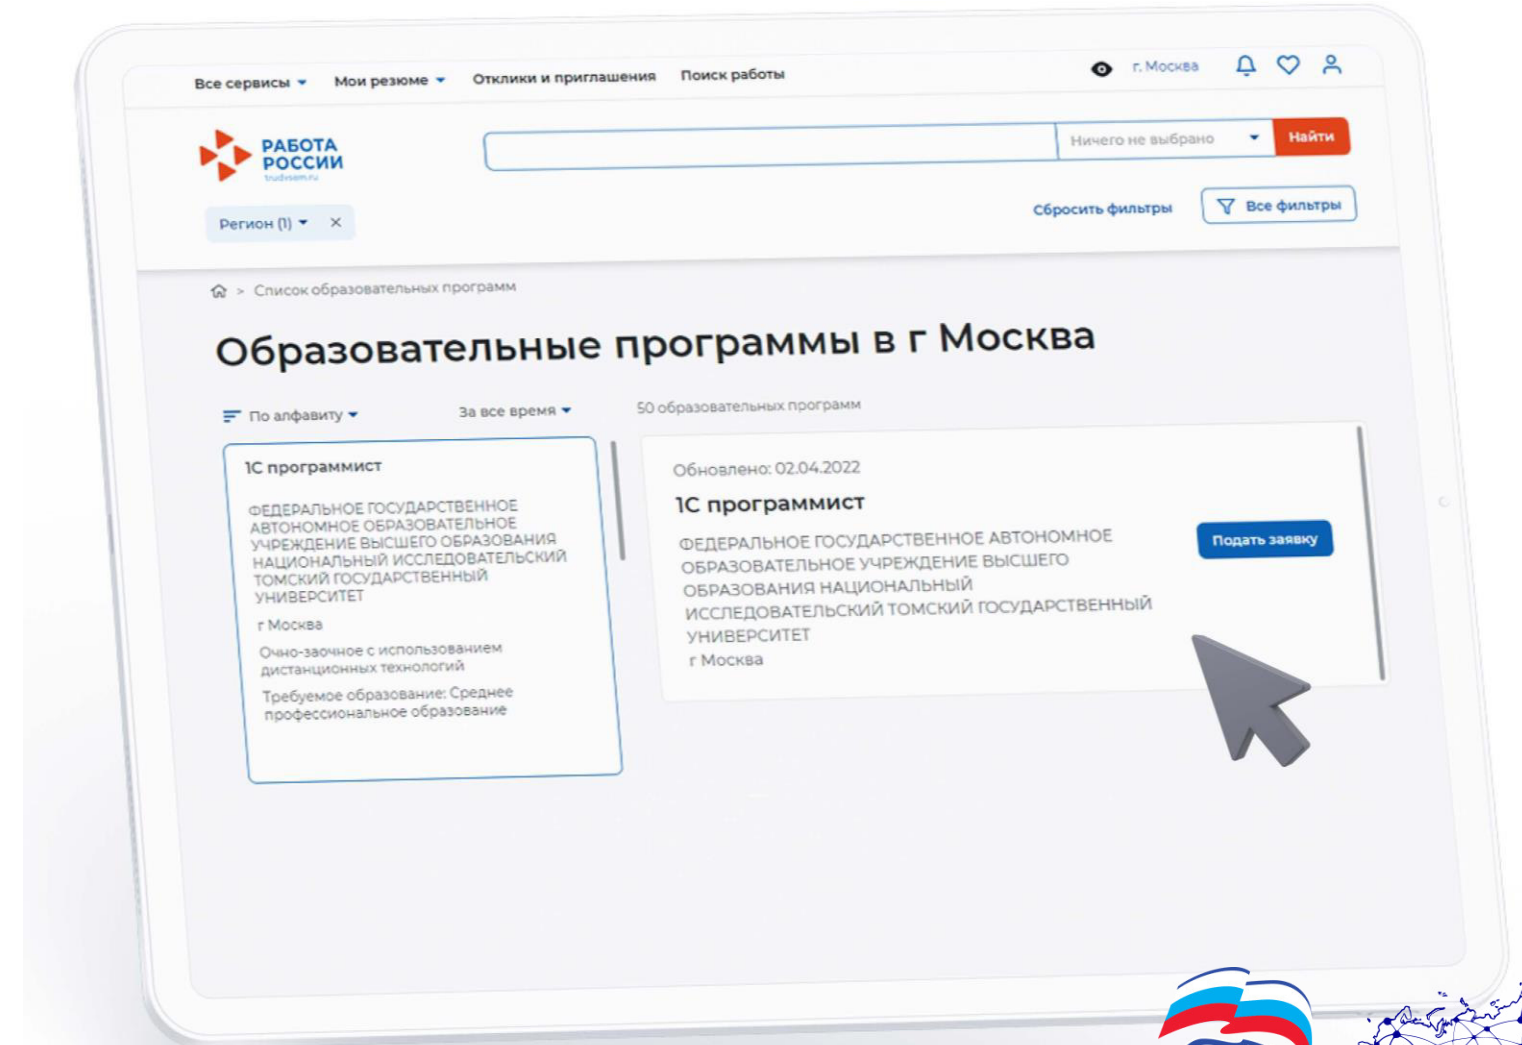 Все сервисы Мои резюме Отклики и приглашения Поиск работы г. Москва
РАБОТА
РОССИИ
trudvsem.ru
Ничего не выбрано Найти
Регион (1) × Сбросить фильтры Все фильтры
> Список образовательных программ
Образовательные программы в г Москва
По алфавиту За все время 50 образовательных программ
1С программист
ФЕДЕРАЛЬНОЕ ГОСУДАРСТВЕННОЕ
АВТОНОМНОЕ ОБРАЗОВАТЕЛЬНОЕ
УЧРЕЖДЕНИЕ ВЫСШЕГО ОБРАЗОВАНИЯ
НАЦИОНАЛЬНЫЙ ИССЛЕДОВАТЕЛЬСКИЙ
ТОМСКИЙ ГОСУДАРСТВЕННЫЙ
УНИВЕРСИТЕТ
г Москва
Очно-заочное с использованием
дистанционных технологий
Требуемое образование: Среднее
профессиональное образование
Обновлено: 02.04.2022
1С программист
ФЕДЕРАЛЬНОЕ ГОСУДАРСТВЕННОЕ АВТОНОМНОЕ
ОБРАЗОВАТЕЛЬНОЕ УЧРЕЖДЕНИЕ ВЫСШЕГО
ОБРАЗОВАНИЯ НАЦИОНАЛЬНЫЙ
ИССЛЕДОВАТЕЛЬСКИЙ ТОМСКИЙ ГОСУДАРСТВЕННЫЙ
УНИВЕРСИТЕТ
г Москва
Подать заявку